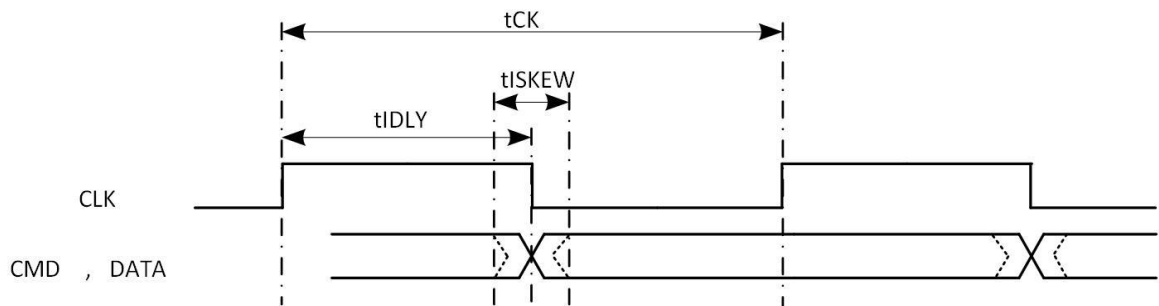 tCK
tISKEW
tIDLY
CLK
CMD , DATA